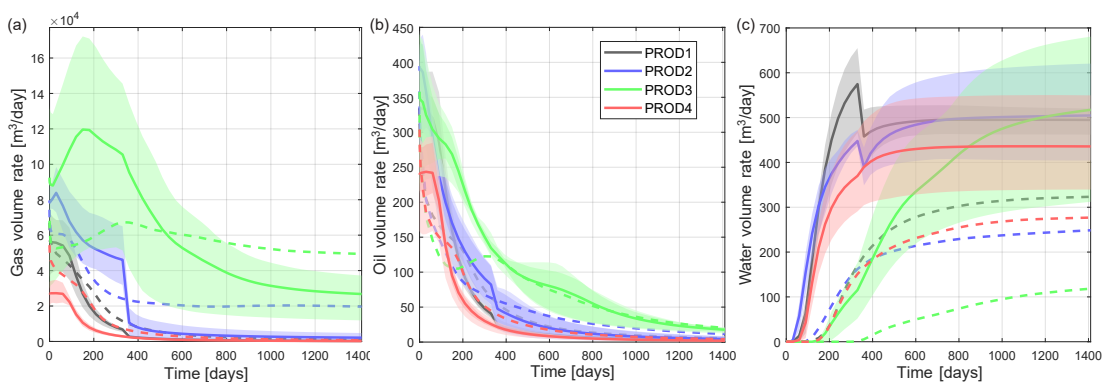 (a)
×10⁴
16
14
12
10
8
6
4
2
0
Gas volume rate [m³/day]
0 200 400 600 800 1000 1200 1400
Time [days]
(b)
450
400
350
300
250
200
150
100
50
0
Oil volume rate [m³/day]
PROD1
PROD2
PROD3
PROD4
0 200 400 600 800 1000 1200 1400
Time [days]
(c)
700
600
500
400
300
200
100
0
Water volume rate [m³/day]
0 200 400 600 800 1000 1200 1400
Time [days]